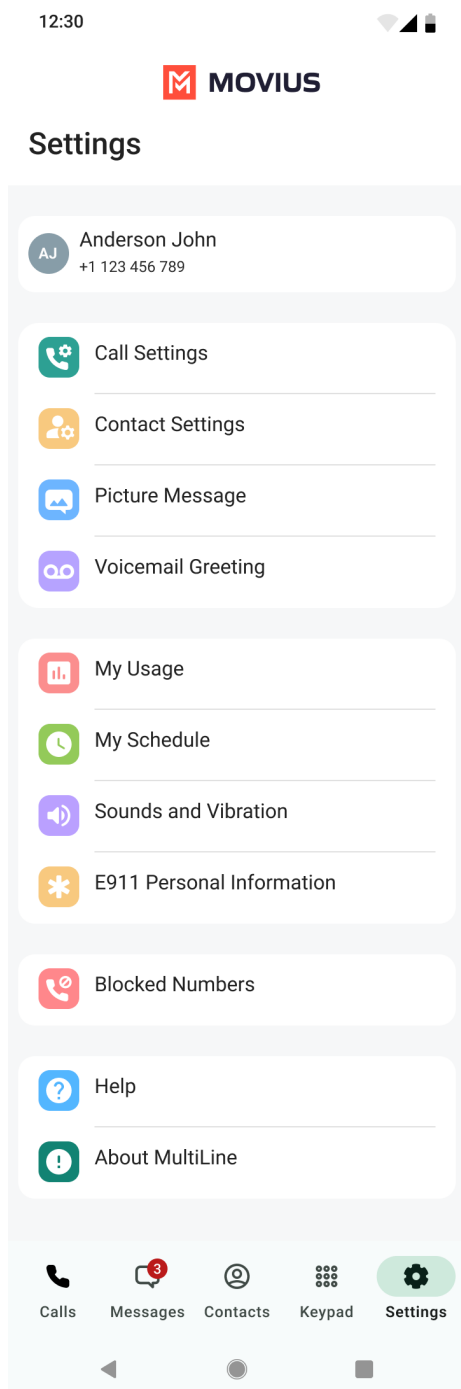 12:30
MOVIUS
Settings
AJ
Anderson John
+1 123 456 789
Call Settings
Contact Settings
Picture Message
Voicemail Greeting
My Usage
My Schedule
Sounds and Vibration
E911 Personal Information
Blocked Numbers
Help
About MultiLine
3
Calls
Messages
Contacts
Keypad
Settings